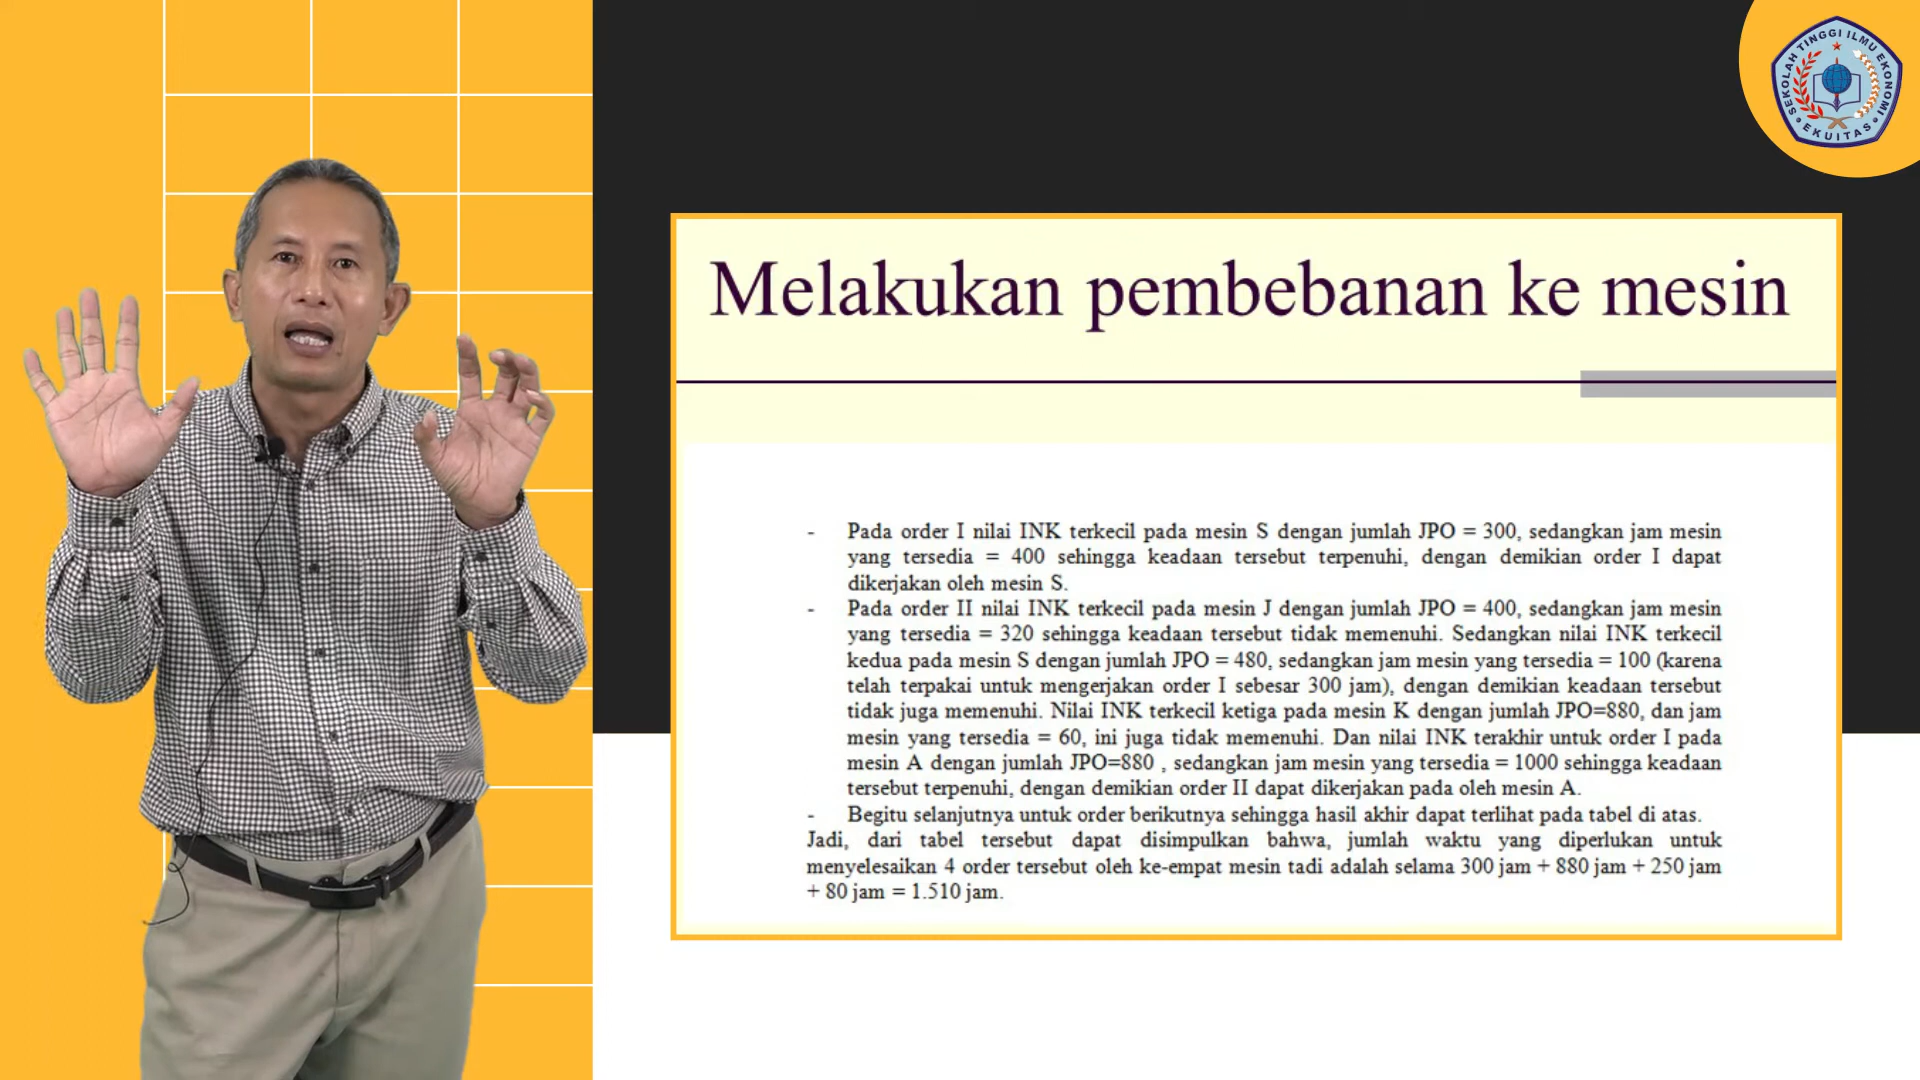 SEKOLAH TINGGI ILMU EKONOMI
EKUITAS
Melakukan pembebanan ke mesin
- Pada order I nilai INK terkecil pada mesin S dengan jumlah JPO = 300, sedangkan jam mesin
yang tersedia = 400 sehingga keadaan tersebut terpenuhi, dengan demikian order I dapat
dikerjakan oleh mesin S.
- Pada order II nilai INK terkecil pada mesin J dengan jumlah JPO = 400, sedangkan jam mesin
yang tersedia = 320 sehingga keadaan tersebut tidak memenuhi. Sedangkan nilai INK terkecil
kedua pada mesin S dengan jumlah JPO = 480, sedangkan jam mesin yang tersedia = 100 (karena
telah terpakai untuk mengerjakan order I sebesar 300 jam), dengan demikian keadaan tersebut
tidak juga memenuhi. Nilai INK terkecil ketiga pada mesin K dengan jumlah JPO=880, dan jam
mesin yang tersedia = 60, ini juga tidak memenuhi. Dan nilai INK terakhir untuk order I pada
mesin A dengan jumlah JPO=880 , sedangkan jam mesin yang tersedia = 1000 sehingga keadaan
tersebut terpenuhi, dengan demikian order II dapat dikerjakan pada oleh mesin A.
- Begitu selanjutnya untuk order berikutnya sehingga hasil akhir dapat terlihat pada tabel di atas.
Jadi, dari tabel tersebut dapat disimpulkan bahwa, jumlah waktu yang diperlukan untuk
menyelesaikan 4 order tersebut oleh ke-empat mesin tadi adalah selama 300 jam + 880 jam + 250 jam
+ 80 jam = 1.510 jam.